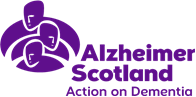 Alzheimer
Scotland
Action on Dementia